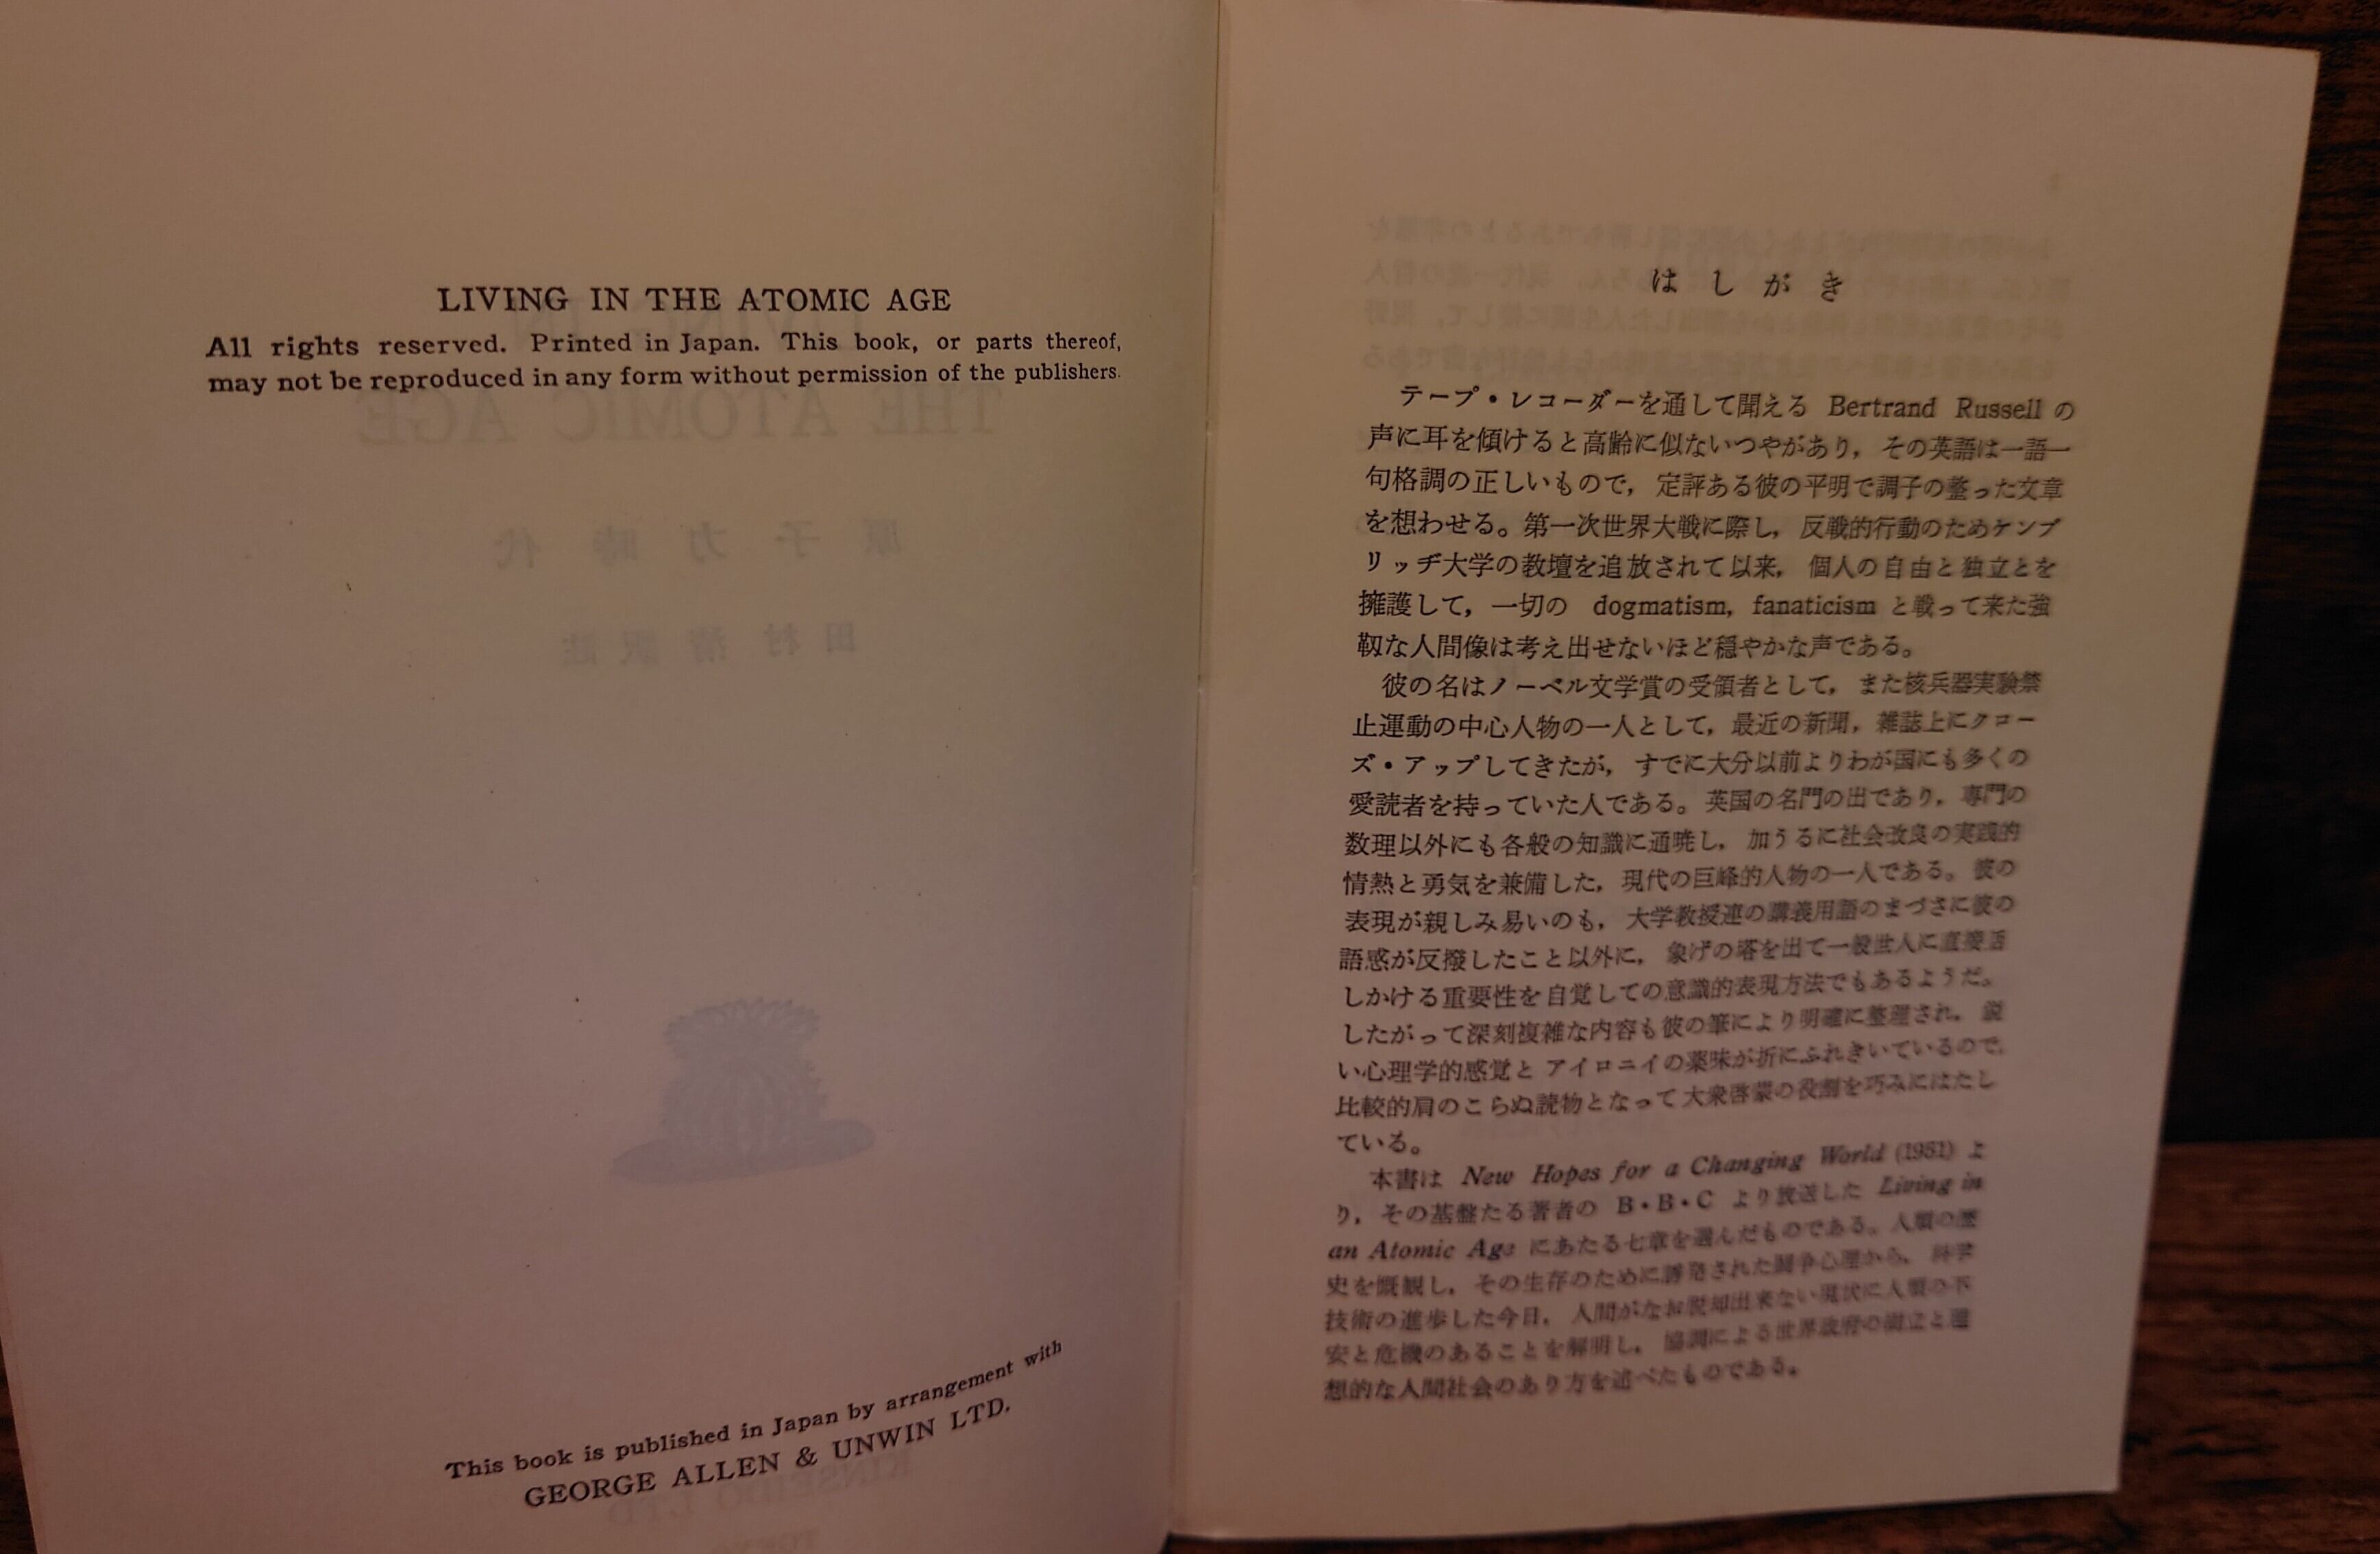 LIVING IN THE ATOMIC AGE
All rights reserved. Printed in Japan. This book, or parts thereof,
may not be reproduced in any form without permission of the publishers.
This book is published in Japan by arrangement with
GEORGE ALLEN & UNWIN LTD.
はしがき
テープ・レコーダーを通して聞える Bertrand Russell の
声に耳を傾けると高齢に似ないつやがあり，その英語は一語一
句格調の正しいもので，定評ある彼の平明で調子の整った文章
を想わせる。第一次世界大戦に際し，反戦的行動のためケンブ
リッヂ大学の教壇を追放されて以来，個人の自由と独立とを
擁護して，一切の dogmatism, fanaticism と戦って来た強
靱な人間像は考え出せないほど穏やかな声である。
彼の名はノーベル文学賞の受領者として，また核兵器実験禁
止運動の中心人物の一人として，最近の新聞，雑誌上にクロー
ズ・アップしてきたが，すでに大分以前よりわが国にも多くの
愛読者を持っていた人である。英国の名門の出であり，専門の
数理以外にも各般の知識に通暁し，加うるに社会改良の実践的
情熱と勇気を兼備した，現代の巨峰的人物の一人である。彼の
表現が親しみ易いのも，大学教授連の講義用語のまづさに彼の
語感が反撥したこと以外に，象げの塔を出て一般世人に直接話
しかける重要性を自覚しての意識的表現方法でもあるようだ。
したがって深刻複雑な内容も彼の筆により明確に整理され，鋭
い心理学的感覚とアイロニイの薬味が折にふれきいているので，
比較的肩のこらぬ読物となって大衆啓蒙の役割を巧みにはたし
ている。
本書は New Hopes for a Changing World (1951) よ
り，その基盤たる著者の B・B・C より放送した Living in
an Atomic Age にあたる七章を選んだものである。人類の歴
史を概観し，その生存のために誘発された闘争心理から，科学
技術の進歩した今日，人間がなお脱却出来ない現状に人類の不
安と危機のあることを解明し，協調による世界政府の樹立と理
想的な人間社会のあり方を述べたものである。